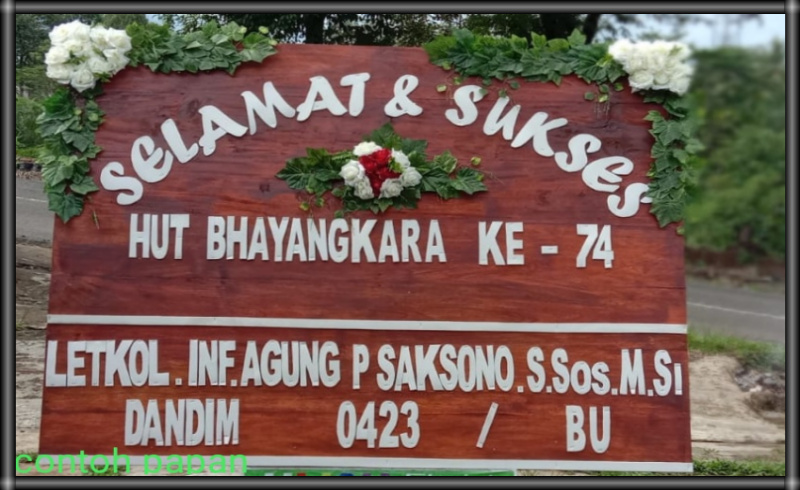 SELAMAT & SUKSES
HUT BHAYANGKARA KE - 74
LETKOL. INF. AGUNG P SAKSONO. S.Sos. M.Si
DANDIM 0423 / BU
contoh papan